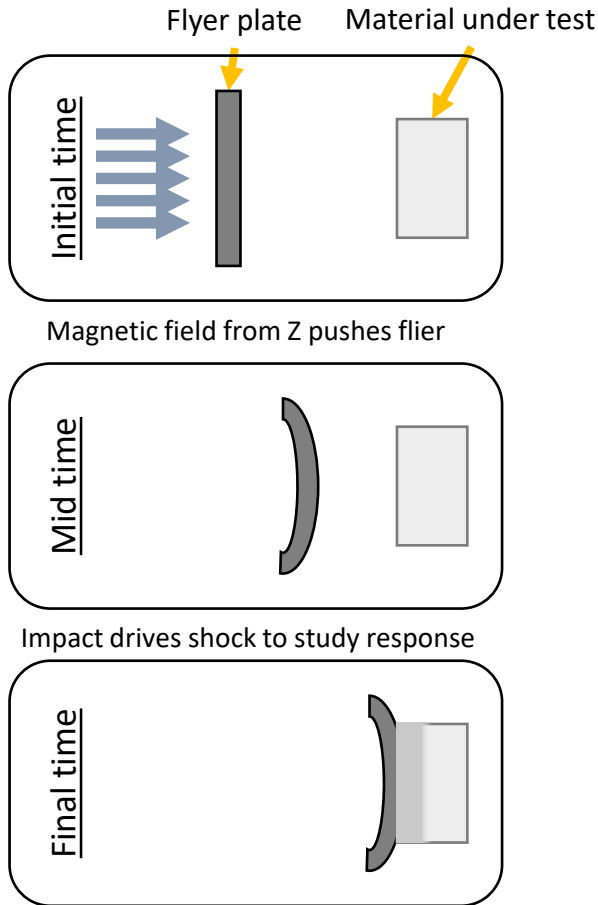 Flyer plate
Material under test
Initial time
Magnetic field from Z pushes flier
Mid time
Impact drives shock to study response
Final time